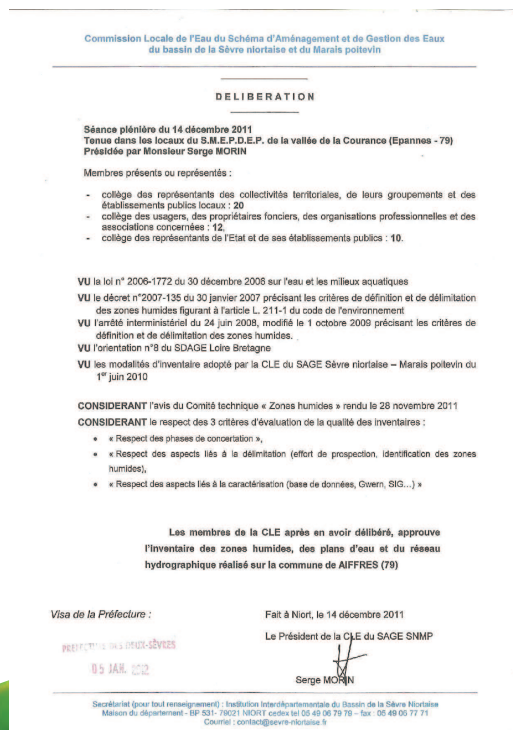 Commission Locale de l'Eau du Schéma d'Aménagement et de Gestion des Eaux
du bassin de la Sèvre niortaise et du Marais poitevin
DELIBERATION
Séance plénière du 14 décembre 2011
Tenue dans les locaux du S.M.E.P.D.E.P. de la vallée de la Courance (Epannes - 79)
Présidée par Monsieur Serge MORIN
Membres présents ou représentés :
- collège des représentants des collectivités territoriales, de leurs groupements et des
établissements publics locaux : 20
- collège des usagers, des propriétaires fonciers, des organisations professionnelles et des
associations concernées : 12,
- collège des représentants de l'Etat et de ses établissements publics : 10.
VU la loi n° 2006-1772 du 30 décembre 2006 sur l'eau et les milieux aquatiques
VU le décret n°2007-135 du 30 janvier 2007 précisant les critères de définition et de délimitation
des zones humides figurant à l'article L. 211-1 du code de l'environnement
VU l'arrêté interministériel du 24 juin 2008, modifié le 1 octobre 2009 précisant les critères de
définition et de délimitation des zones humides.
VU l'orientation n°8 du SDAGE Loire Bretagne
VU les modalités d'inventaire adopté par la CLE du SAGE Sèvre niortaise – Marais poitevin du
1er juin 2010
CONSIDERANT l'avis du Comité technique « Zones humides » rendu le 28 novembre 2011
CONSIDERANT le respect des 3 critères d'évaluation de la qualité des inventaires :
• « Respect des phases de concertation »,
• « Respect des aspects liés à la délimitation (effort de prospection, identification des zones
humides),
• « Respect des aspects liés à la caractérisation (base de données, Gwern, SIG...) »
Les membres de la CLE après en avoir délibéré, approuve
l'inventaire des zones humides, des plans d'eau et du réseau
hydrographique réalisé sur la commune de AIFFRES (79)
Visa de la Préfecture :
Fait à Niort, le 14 décembre 2011
Le Président de la CLE du SAGE SNMP
PREFECTURE DES DEUX-SÈVRES
05 JAN. 2012
Serge MORIN
Secrétariat (pour tout renseignement) : Institution Interdépartementale du Bassin de la Sèvre Niortaise
Maison du département - BP 531- 79021 NIORT cedex tel 05 49 06 79 79 – fax : 05 49 06 77 71
Courriel : contact@sevre-niortaise.fr